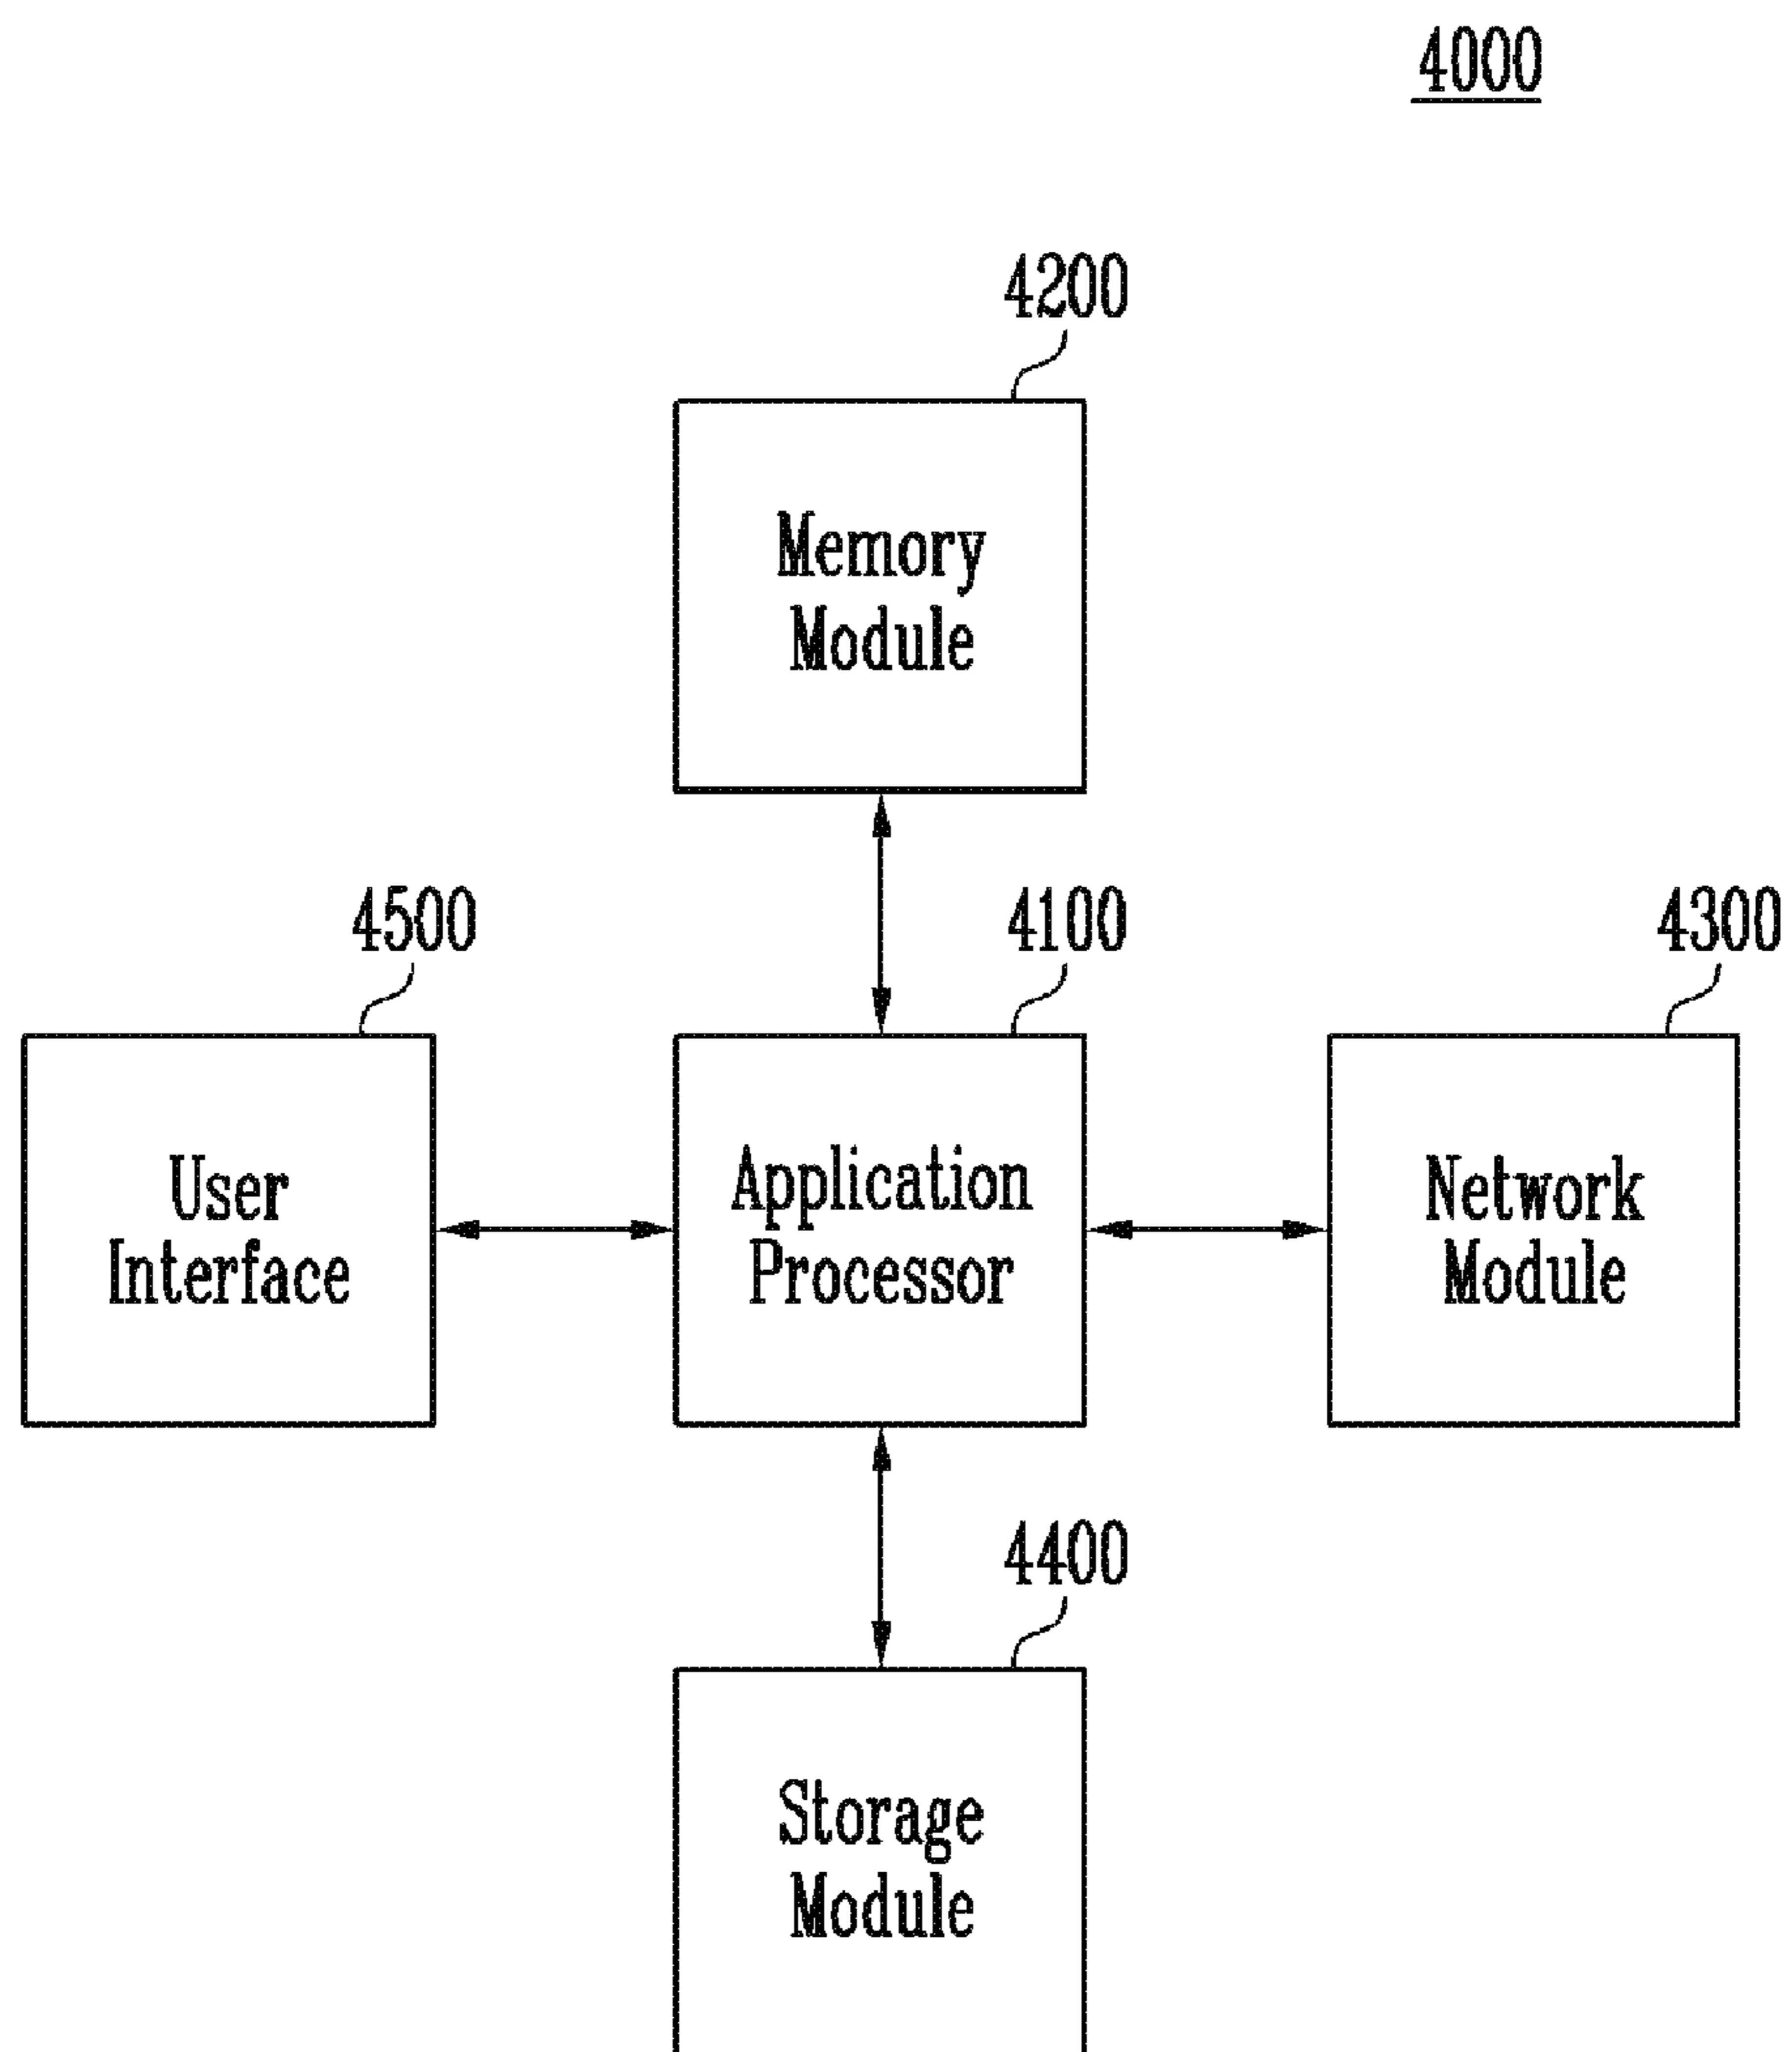 4000
4200
Memory
Module
4500
4100
4300
User
Interface
Application
Processor
Network
Module
4400
Storage
Module